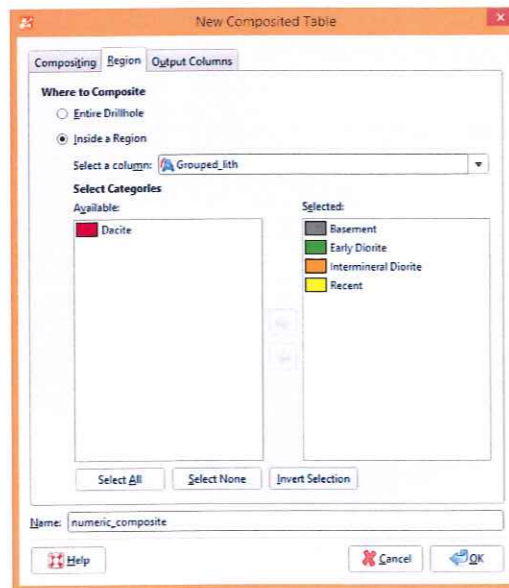 New Composited Table
Compositing Region Output Columns
Where to Composite
Entire Drillhole
Inside a Region
Select a column: Grouped_lith
Select Categories
Available:
Dacite
Selected:
Basement
Early Diorite
Intermineral Diorite
Recent
Select All Select None Invert Selection
Name: numeric_composite
Help Cancel OK